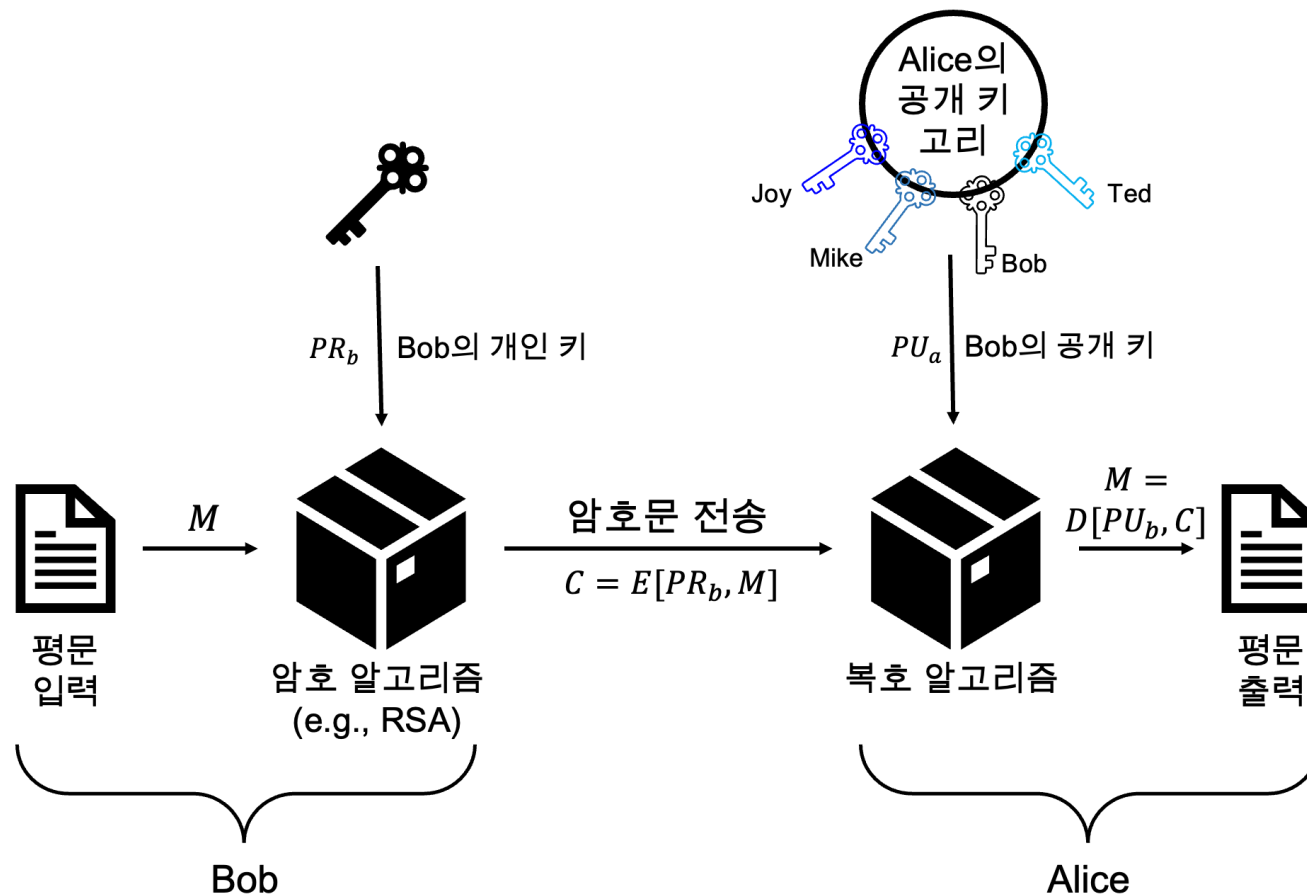 Alice의
공개 키
고리
Joy
Mike
Bob
Ted
PR_b
Bob의 개인 키
PU_a
Bob의 공개 키
M
암호문 전송
C = E[PR_b, M]
M =
D[PU_b, C]
평문
입력
암호 알고리즘
(e.g., RSA)
복호 알고리즘
평문
출력
Bob
Alice